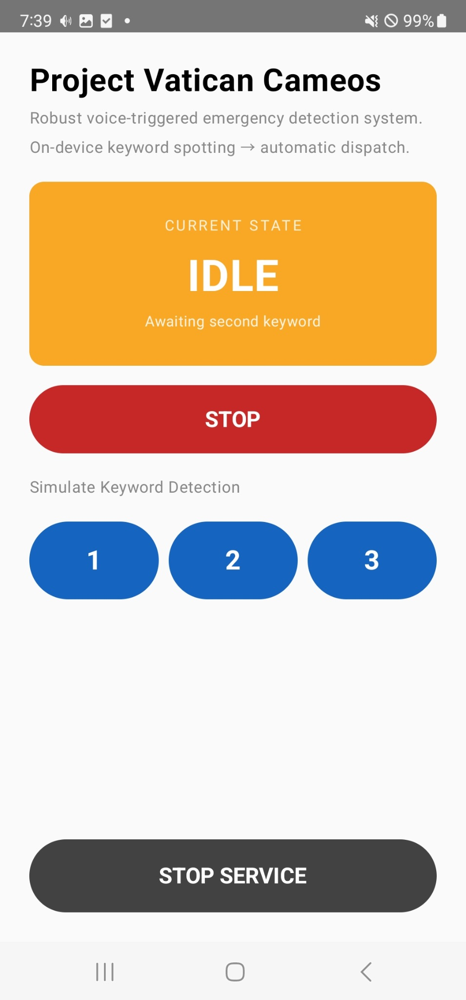 7:39
99%
Project Vatican Cameos
Robust voice-triggered emergency detection system.
On-device keyword spotting → automatic dispatch.
CURRENT STATE
IDLE
Awaiting second keyword
STOP
Simulate Keyword Detection
1 2 3
STOP SERVICE